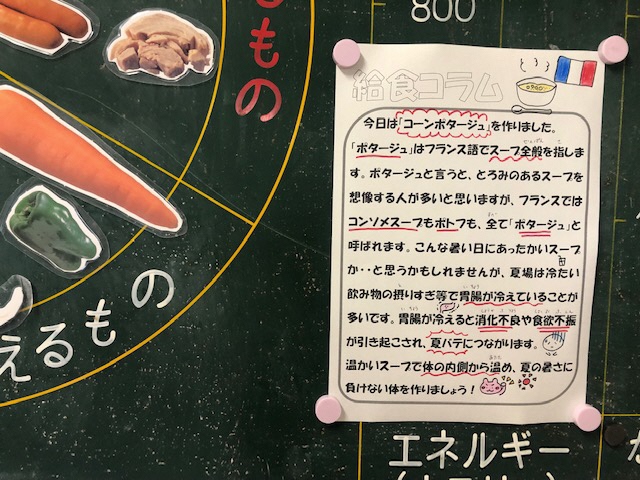 800
もの
給食コラム
今日は「コーンポタージュ」を作りました。
「ポタージュ」はフランス語でスープ全般を指しま
す。ポタージュと言うと、とろみのあるスープを
想像する人が多いと思いますが、フランスでは
コンソメスープもポトフも、全て「ポタージュ」と
呼ばれます。こんな暑い日にあったかいスープ
か・・と思うかもしれませんが、夏場は冷たい
飲み物の摂りすぎ等で胃腸が冷えていることが
多いです。胃腸が冷えると消化不良や食欲不振
が引き起こされ、夏バテにつながります。
温かいスープで体の内側から温め、夏の暑さに
負けない体を作りましょう！
えるもの
エネルギー